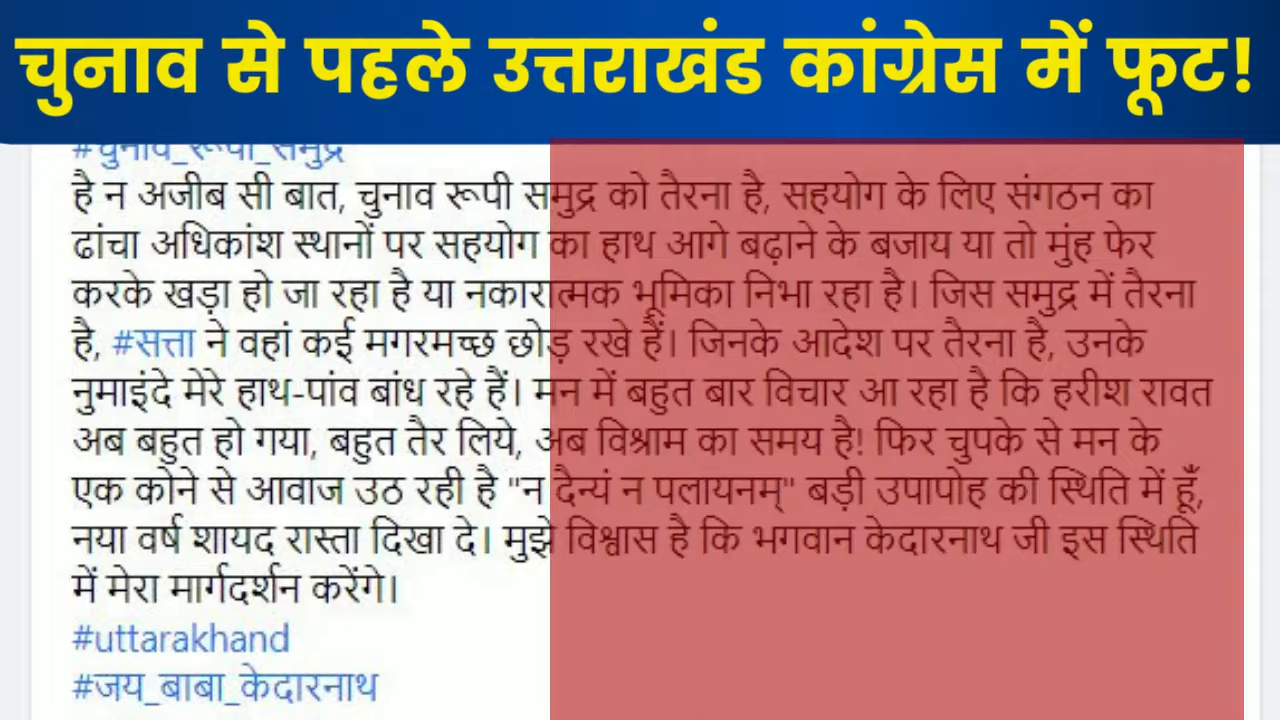 चुनाव से पहले उत्तराखंड कांग्रेस में फूट!
#चुनाव_रूपी_समुद्र
है न अजीब सी बात, चुनाव रूपी समुद्र को तैरना है, सहयोग के लिए संगठन का
ढांचा अधिकांश स्थानों पर सहयोग का हाथ आगे बढ़ाने के बजाय या तो मुंह फेर
करके खड़ा हो जा रहा है या नकारात्मक भूमिका निभा रहा है। जिस समुद्र में तैरना
है, #सत्ता ने वहां कई मगरमच्छ छोड़ रखे हैं। जिनके आदेश पर तैरना है, उनके
नुमाइंदे मेरे हाथ-पांव बांध रहे हैं। मन में बहुत बार विचार आ रहा है कि हरीश रावत
अब बहुत हो गया, बहुत तैर लिये, अब विश्राम का समय है! फिर चुपके से मन के
एक कोने से आवाज उठ रही है "न दैन्यं न पलायनम्" बड़ी उपापोह की स्थिति में हूँ,
नया वर्ष शायद रास्ता दिखा दे। मुझे विश्वास है कि भगवान केदारनाथ जी इस स्थिति
में मेरा मार्गदर्शन करेंगे।
#uttarakhand
#जय_बाबा_केदारनाथ